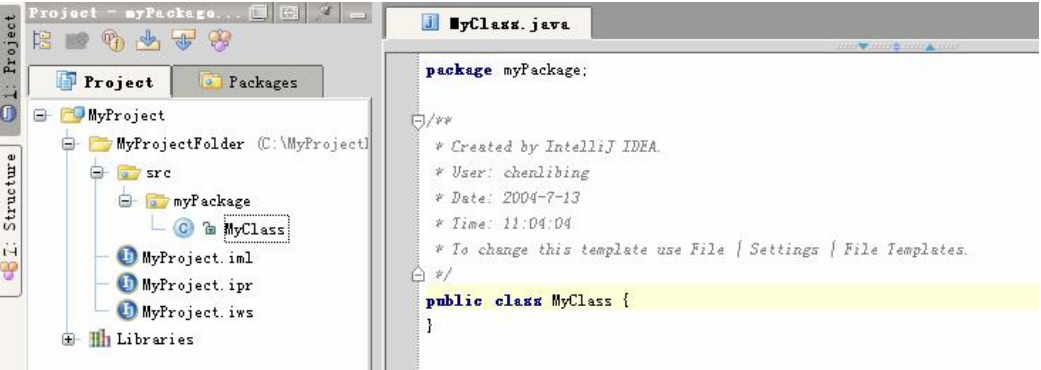 Project - myPackage...
1: Project
Project
Packages
MyProject
MyProjectFolder (C:\MyProject
src
myPackage
MyClass
MyProject.iml
MyProject.ipr
MyProject.iws
Libraries
Structure
MyClass.java
package myPackage;
/**
* Created by IntelliJ IDEA.
* User: chenlibing
* Date: 2004-7-13
* Time: 11:04:04
* To change this template use File | Settings | File Templates.
*/
public class MyClass {
}